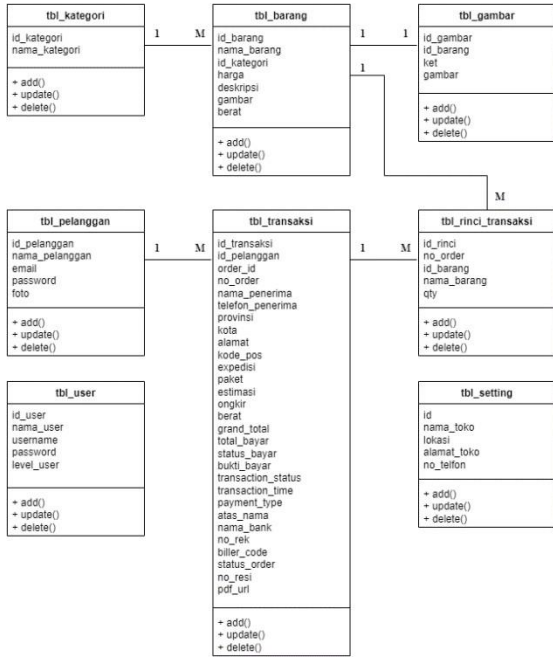 tbl_kategori
id_kategori
nama_kategori
+ add()
+ update()
+ delete()
1
M
tbl_barang
id_barang
nama_barang
id_kategori
harga
deskripsi
gambar
berat
+ add()
+ update()
+ delete()
1
1
1
M
tbl_gambar
id_gambar
id_barang
ket
gambar
+ add()
+ update()
+ delete()
tbl_pelanggan
id_pelanggan
nama_pelanggan
email
password
foto
+ add()
+ update()
+ delete()
1
M
tbl_transaksi
id_transaksi
id_pelanggan
order_id
no_order
nama_penerima
telefon_penerima
provinsi
kota
alamat
kode_pos
expedisi
paket
estimasi
ongkir
berat
grand_total
total_bayar
status_bayar
bukti_bayar
transaction_status
transaction_time
payment_type
atas_nama
nama_bank
no_rek
biller_code
status_order
no_resi
pdf_url
+ add()
+ update()
+ delete()
1
M
tbl_rinci_transaksi
id_rinci
no_order
id_barang
nama_barang
qty
+ add()
+ update()
+ delete()
tbl_user
id_user
nama_user
username
password
level_user
+ add()
+ update()
+ delete()
tbl_setting
id
nama_toko
lokasi
alamat_toko
no_telfon
+ add()
+ update()
+ delete()